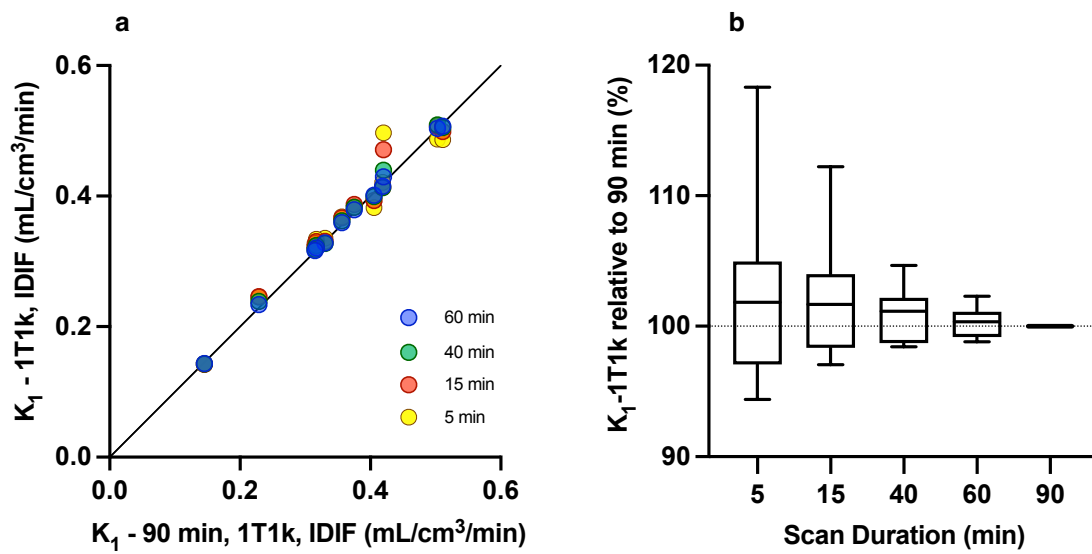 a
K₁ - 1T1k, IDIF (mL/cm³/min)
0.6
0.4
0.2
0.0
60 min
40 min
15 min
5 min
0.0 0.2 0.4 0.6
K₁ - 90 min, 1T1k, IDIF (mL/cm³/min)
b
K₁-1T1k relative to 90 min (%)
120
110
100
90
5 15 40 60 90
Scan Duration (min)